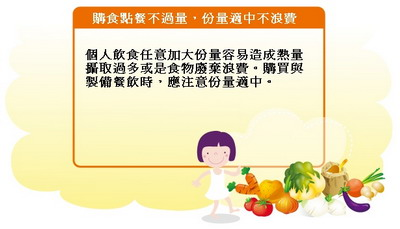 購食點餐不過量，份量適中不浪費
個人飲食任意加大份量容易造成熱量
攝取過多或是食物廢棄浪費。購買與
製備餐飲時，應注意份量適中。